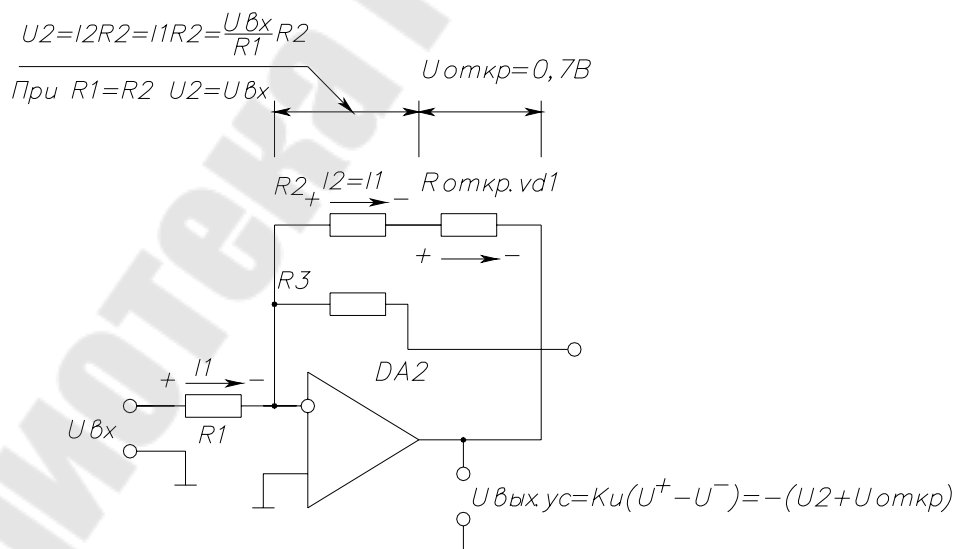 U2=I2R2=I1R2=Uвх/R1 R2
При R1=R2 U2=Uвх
Uоткр=0,7В
R2
I2=I1
Rоткр.vd1
+ −
+ −
R3
DA2
+ I1 −
Uвх
R1
Uвых.ус=Ku(U⁺−U⁻)=−(U2+Uоткр)